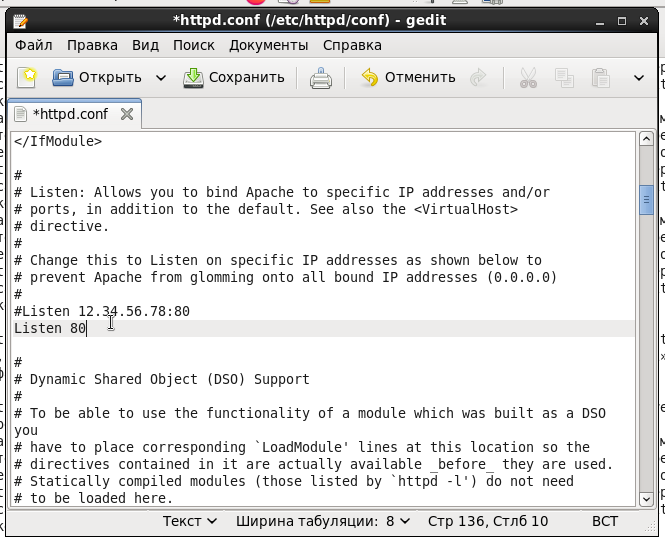 *httpd.conf (/etc/httpd/conf) - gedit
Файл Правка Вид Поиск Документы Справка
Открыть Сохранить Отменить
*httpd.conf
</IfModule>
#
# Listen: Allows you to bind Apache to specific IP addresses and/or
# ports, in addition to the default. See also the <VirtualHost>
# directive.
#
# Change this to Listen on specific IP addresses as shown below to
# prevent Apache from glomming onto all bound IP addresses (0.0.0.0)
#
#Listen 12.34.56.78:80
Listen 80
#
# Dynamic Shared Object (DSO) Support
#
# To be able to use the functionality of a module which was built as a DSO
you
# have to place corresponding `LoadModule' lines at this location so the
# directives contained in it are actually available _before_ they are used.
# Statically compiled modules (those listed by `httpd -l') do not need
# to be loaded here.
Текст Ширина табуляции: 8 Стр 136, Стлб 10 ВСТ